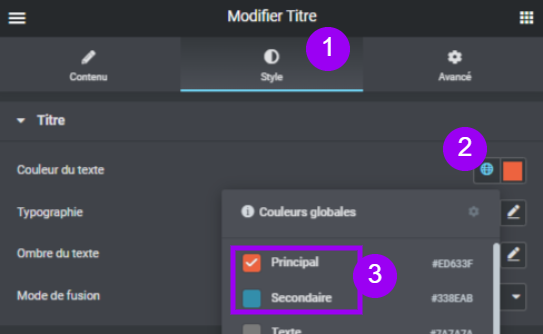 Modifier Titre
1
Contenu
Style
Avancé
Titre
2
Couleur du texte
Typographie
Couleurs globales
Ombre du texte
Principal
#ED633F
3
Mode de fusion
Secondaire
#338EAB
Texte
#7A7A7A